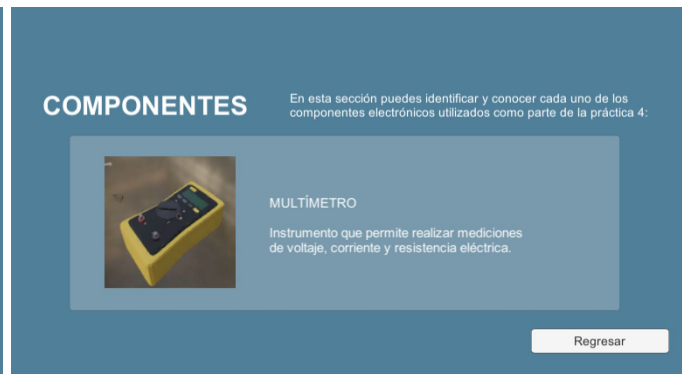 COMPONENTES
En esta sección puedes identificar y conocer cada uno de los
componentes electrónicos utilizados como parte de la práctica 4:
MULTÍMETRO
Instrumento que permite realizar mediciones
de voltaje, corriente y resistencia eléctrica.
Regresar